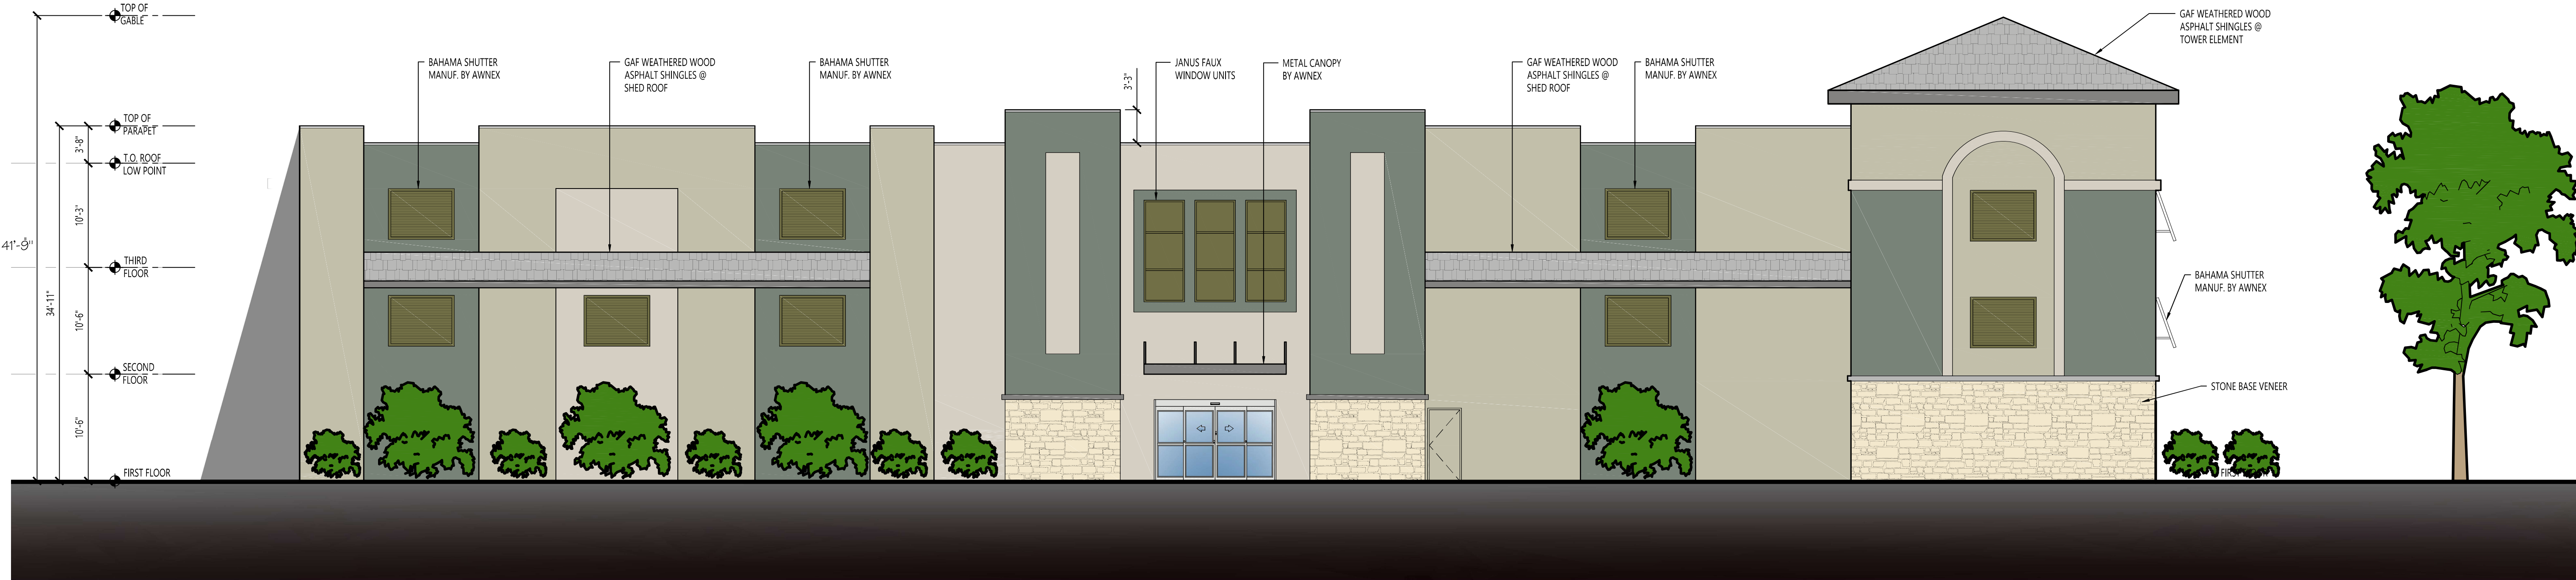 TOP OF
GABLE
TOP OF
PARAPET
T.O. ROOF
LOW POINT
THIRD
FLOOR
SECOND
FLOOR
FIRST FLOOR
41'-9"
34'-11"
3'-8"
10'-3"
10'-6"
10'-6"
BAHAMA SHUTTER
MANUF. BY AWNEX
GAF WEATHERED WOOD
ASPHALT SHINGLES @
SHED ROOF
BAHAMA SHUTTER
MANUF. BY AWNEX
3'-3"
JANUS FAUX
WINDOW UNITS
METAL CANOPY
BY AWNEX
GAF WEATHERED WOOD
ASPHALT SHINGLES @
SHED ROOF
BAHAMA SHUTTER
MANUF. BY AWNEX
GAF WEATHERED WOOD
ASPHALT SHINGLES @
TOWER ELEMENT
BAHAMA SHUTTER
MANUF. BY AWNEX
STONE BASE VENEER